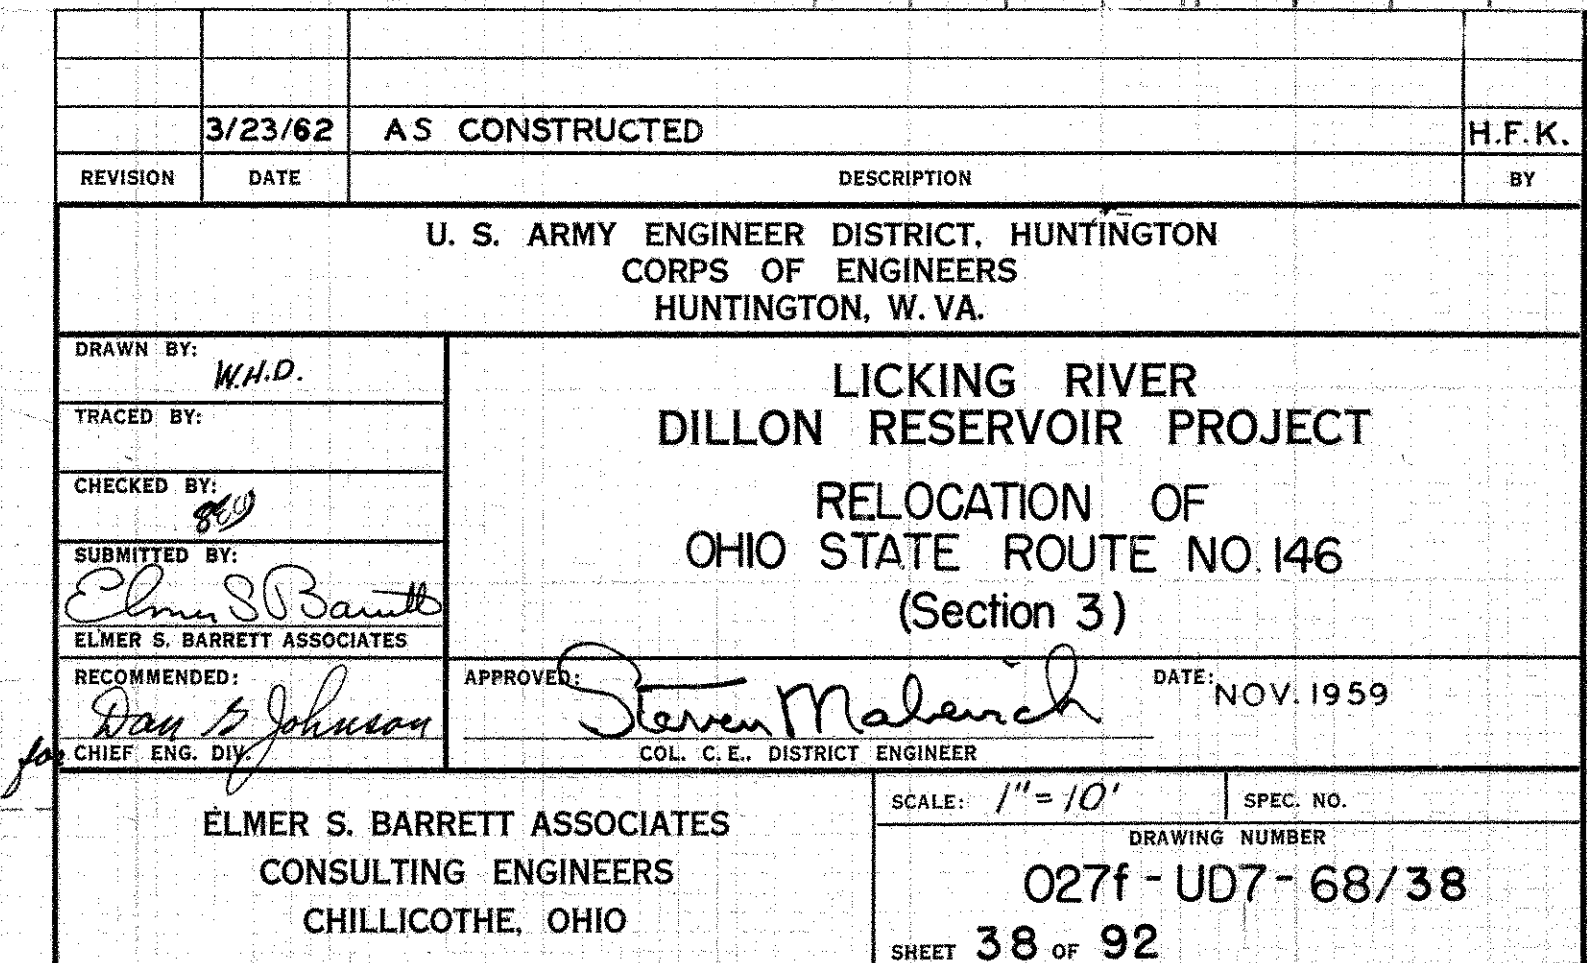 3/23/62 AS CONSTRUCTED H.F.K.
REVISION DATE DESCRIPTION BY
U. S. ARMY ENGINEER DISTRICT, HUNTINGTON
CORPS OF ENGINEERS
HUNTINGTON, W. VA.
DRAWN BY:
W.H.D.
TRACED BY:
CHECKED BY:
SUBMITTED BY:
Elmer S Barrett
ELMER S. BARRETT ASSOCIATES
RECOMMENDED:
Johnson
for CHIEF ENG. DIV.
LICKING RIVER
DILLON RESERVOIR PROJECT
RELOCATION OF
OHIO STATE ROUTE NO. 146
(Section 3)
APPROVED:
Steven Malevich
COL. C. E., DISTRICT ENGINEER
DATE: NOV. 1959
ELMER S. BARRETT ASSOCIATES
CONSULTING ENGINEERS
CHILLICOTHE, OHIO
SCALE: 1" = 10'
SPEC. NO.
DRAWING NUMBER
027f - UD7 - 68/38
SHEET 38 OF 92